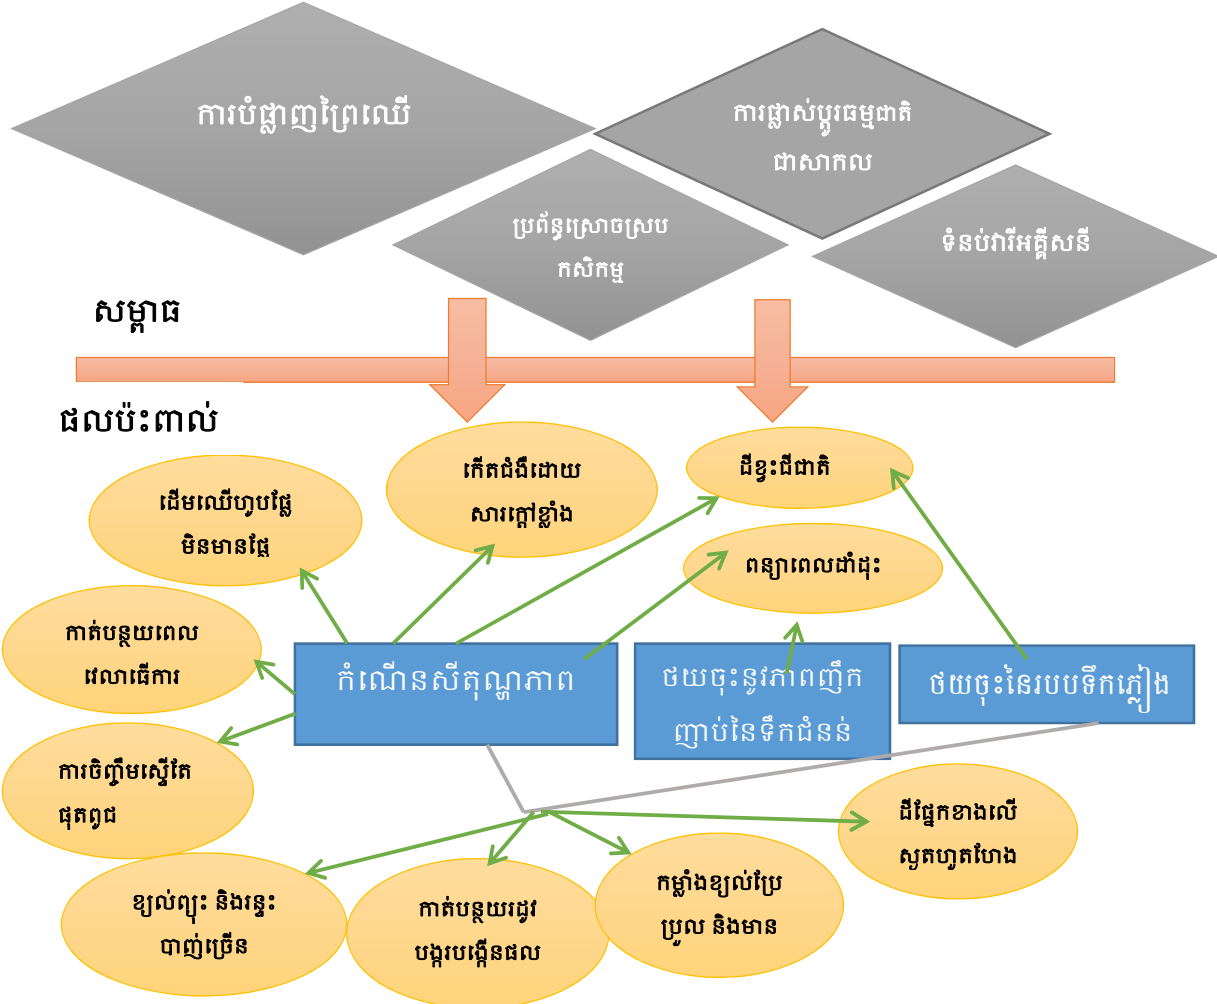 ការបំផ្លាញព្រៃឈើ
ការផ្លាស់ប្តូរធម្មជាតិ
ជាសាកល
ប្រព័ន្ធស្រោចស្រប
កសិកម្ម
ទំនប់វារីអគ្គីសនី
សម្ពាធ
ផលប៉ះពាល់
កើតជំងឺដោយ
សារក្តៅខ្លាំង
ដីខ្វះជីជាតិ
ដើមឈើហូបផ្លែ
មិនមានផ្លែ
ពន្យាពេលដាំដុះ
កាត់បន្ថយពេល
វេលាធ្វើការ
កំណើនសីតុណ្ហភាព
ថយចុះនូវភាពញឹក
ញាប់នៃទឹកជំនន់
ថយចុះនៃរបបទឹកភ្លៀង
ការចិញ្ចឹមស្ទើតែ
ផុតពូជ
ដីផ្នែកខាងលើ
ស្ងួតហួតហែង
ខ្យល់ព្យុះ និងរន្ទះ
បាញ់ច្រើន
កាត់បន្ថយរដូវ
បង្ករបង្កើនផល
កម្លាំងខ្យល់ប្រែ
ប្រួល និងមាន